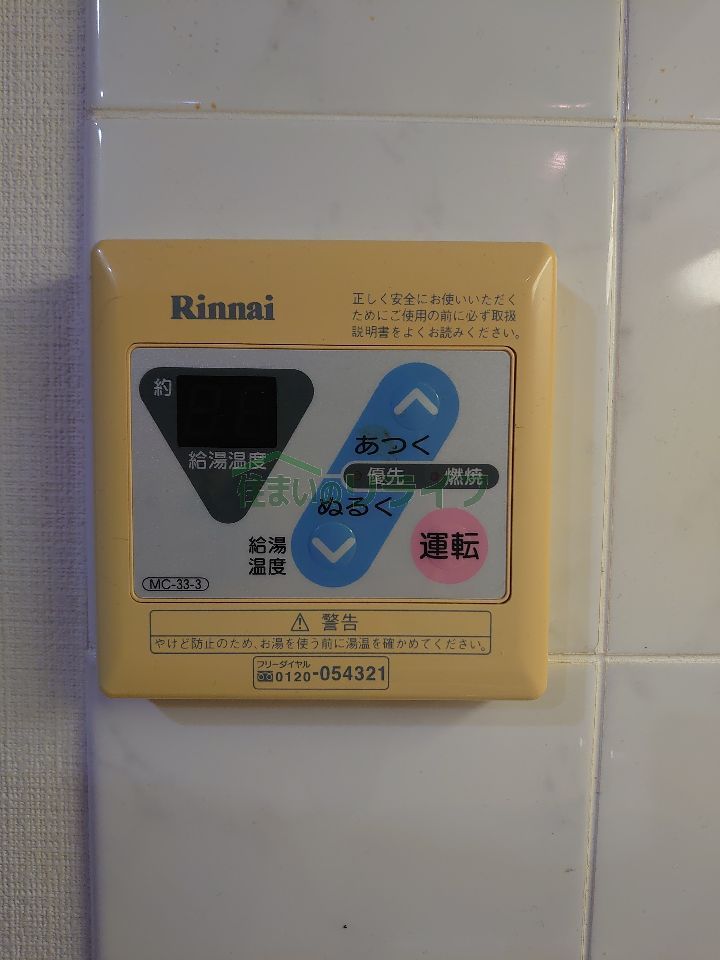 Rinnai
正しく安全にお使いいただく
ためにご使用の前に必ず取扱
説明書をよくお読みください。
約
給湯温度
あつく
優先 燃焼
住まいのリライフ
ぬるく
給湯
温度
運転
MC-33-3
警告
やけど防止のため、お湯を使う前に湯温を確かめてください。
フリーダイヤル
0120-054321